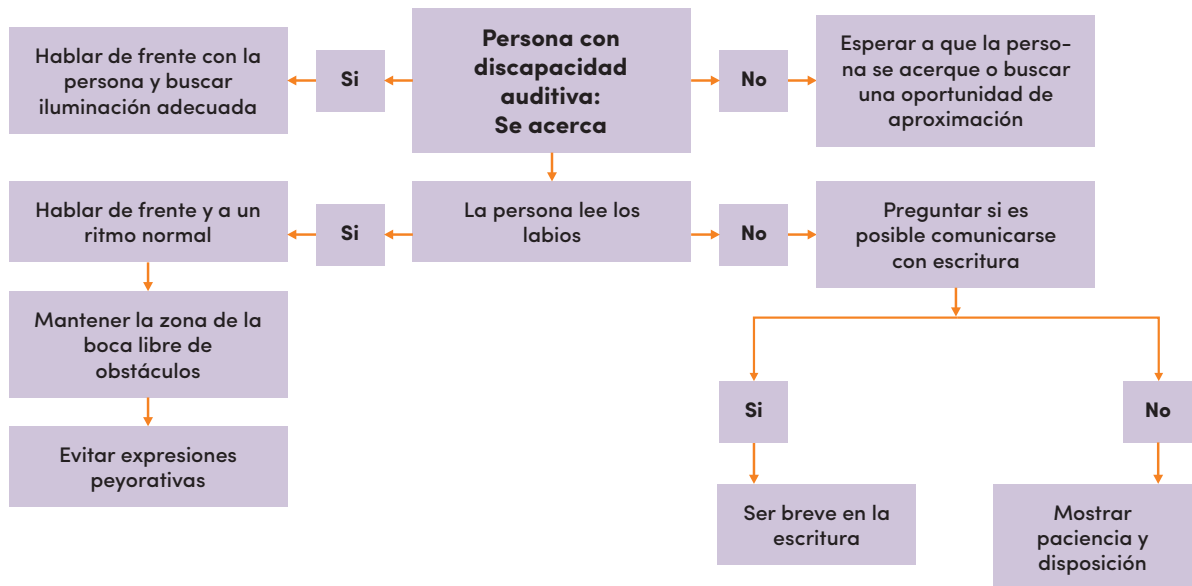 Hablar de frente con la
persona y buscar
iluminación adecuada
Si
Persona con
discapacidad
auditiva:
Se acerca
No
Esperar a que la perso-
na se acerque o buscar
una oportunidad de
aproximación
Hablar de frente y a un
ritmo normal
Si
La persona lee los
labios
No
Preguntar si es
posible comunicarse
con escritura
Mantener la zona de la
boca libre de
obstáculos
Evitar expresiones
peyorativas
Si
No
Ser breve en la
escritura
Mostrar
paciencia y
disposición